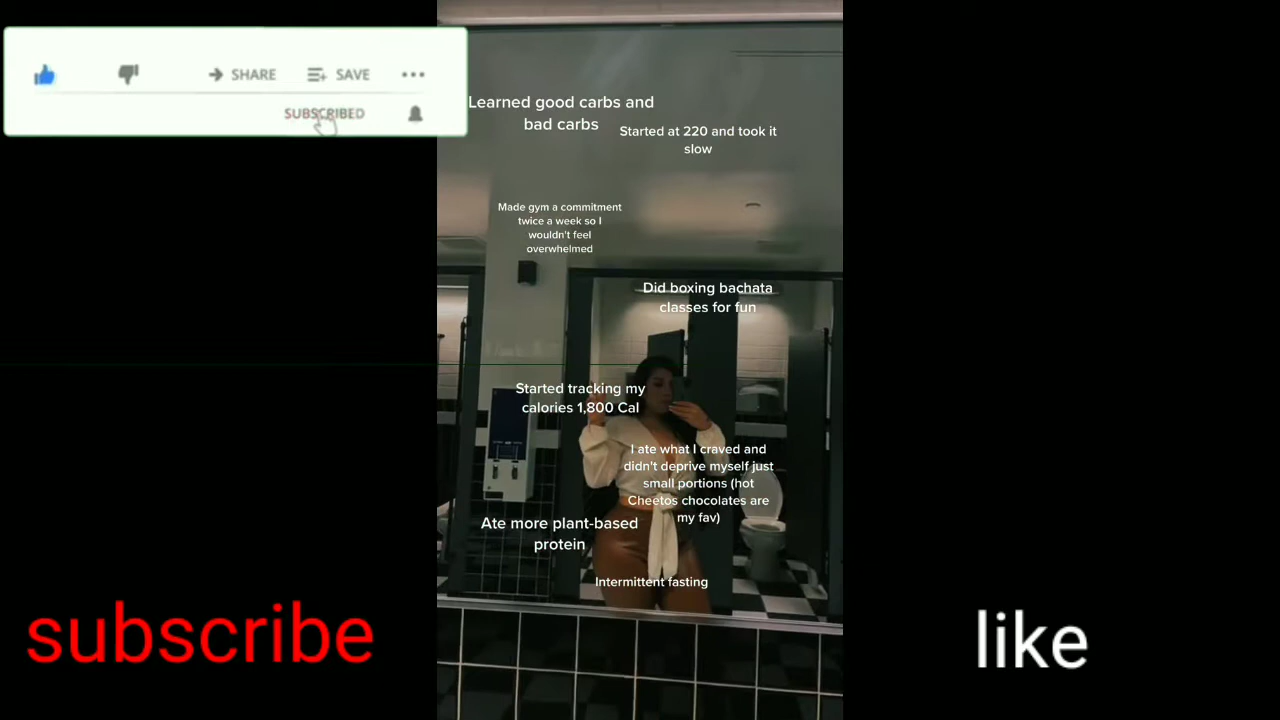 SHARE
SAVE
SUBSCRIBED
Learned good carbs and
bad carbs
Started at 220 and took it
slow
Made gym a commitment
twice a week so I
wouldn't feel
overwhelmed
Did boxing bachata
classes for fun
Started tracking my
calories 1,800 Cal
I ate what I craved and
didn't deprive myself just
small portions (hot
Cheetos chocolates are
my fav)
Ate more plant-based
protein
Intermittent fasting
subscribe
like